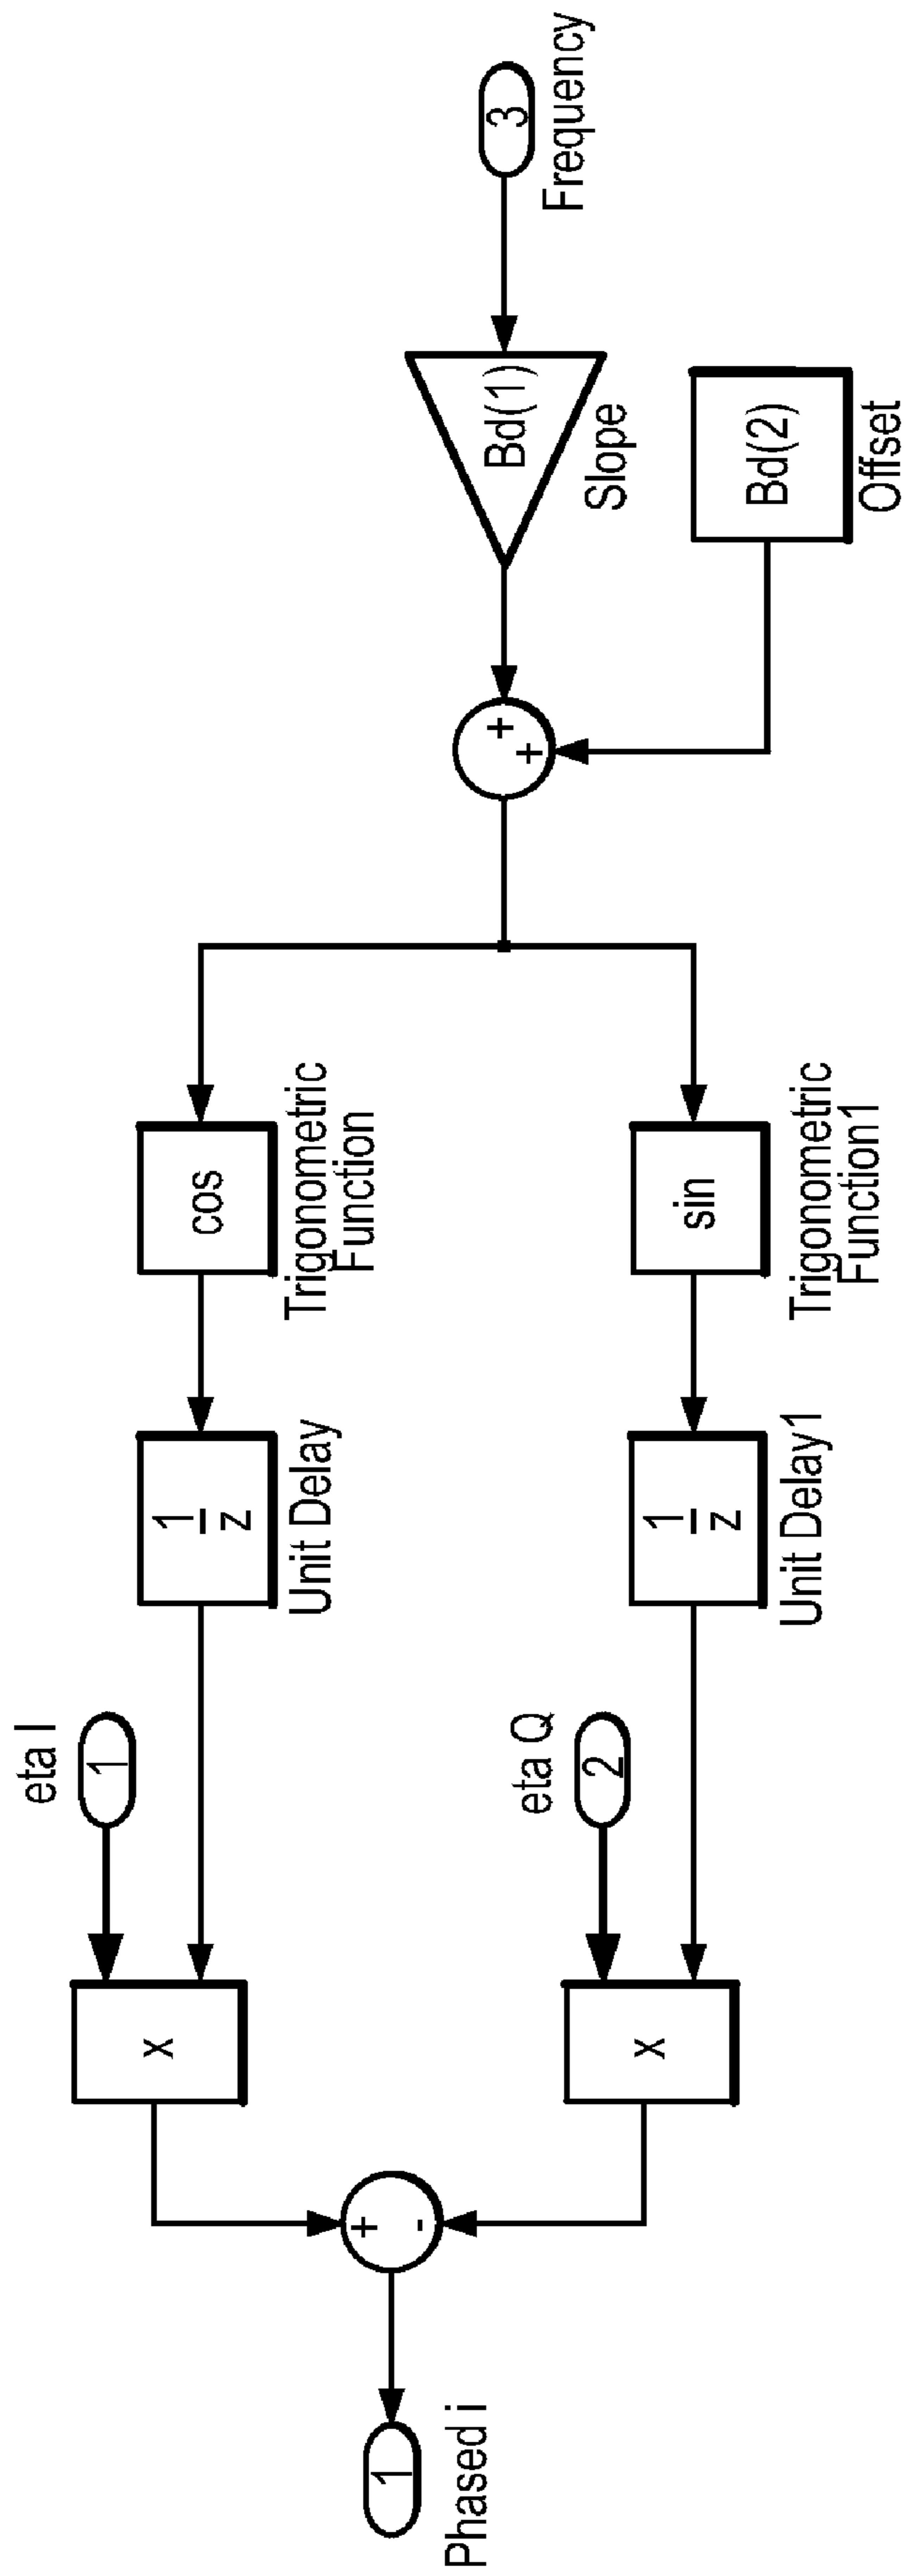 3
Frequency
Bd(1)
Slope
Bd(2)
Offset
+
+
cos
Trigonometric
Function
sin
Trigonometric
Function1
1
z
Unit Delay
1
z
Unit Delay1
eta I
1
eta Q
2
x
x
+
-
1
Phased i